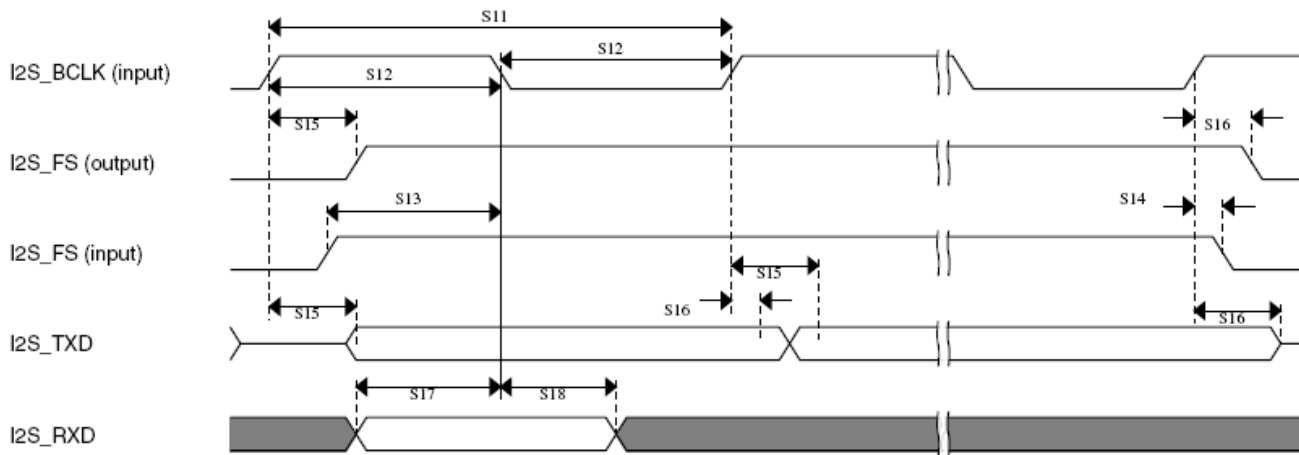 S11
I2S_BCLK (input)
S12
S12
S15
S16
I2S_FS (output)
S13
S14
I2S_FS (input)
S15
S15
S16
S16
I2S_TXD
S17
S18
I2S_RXD